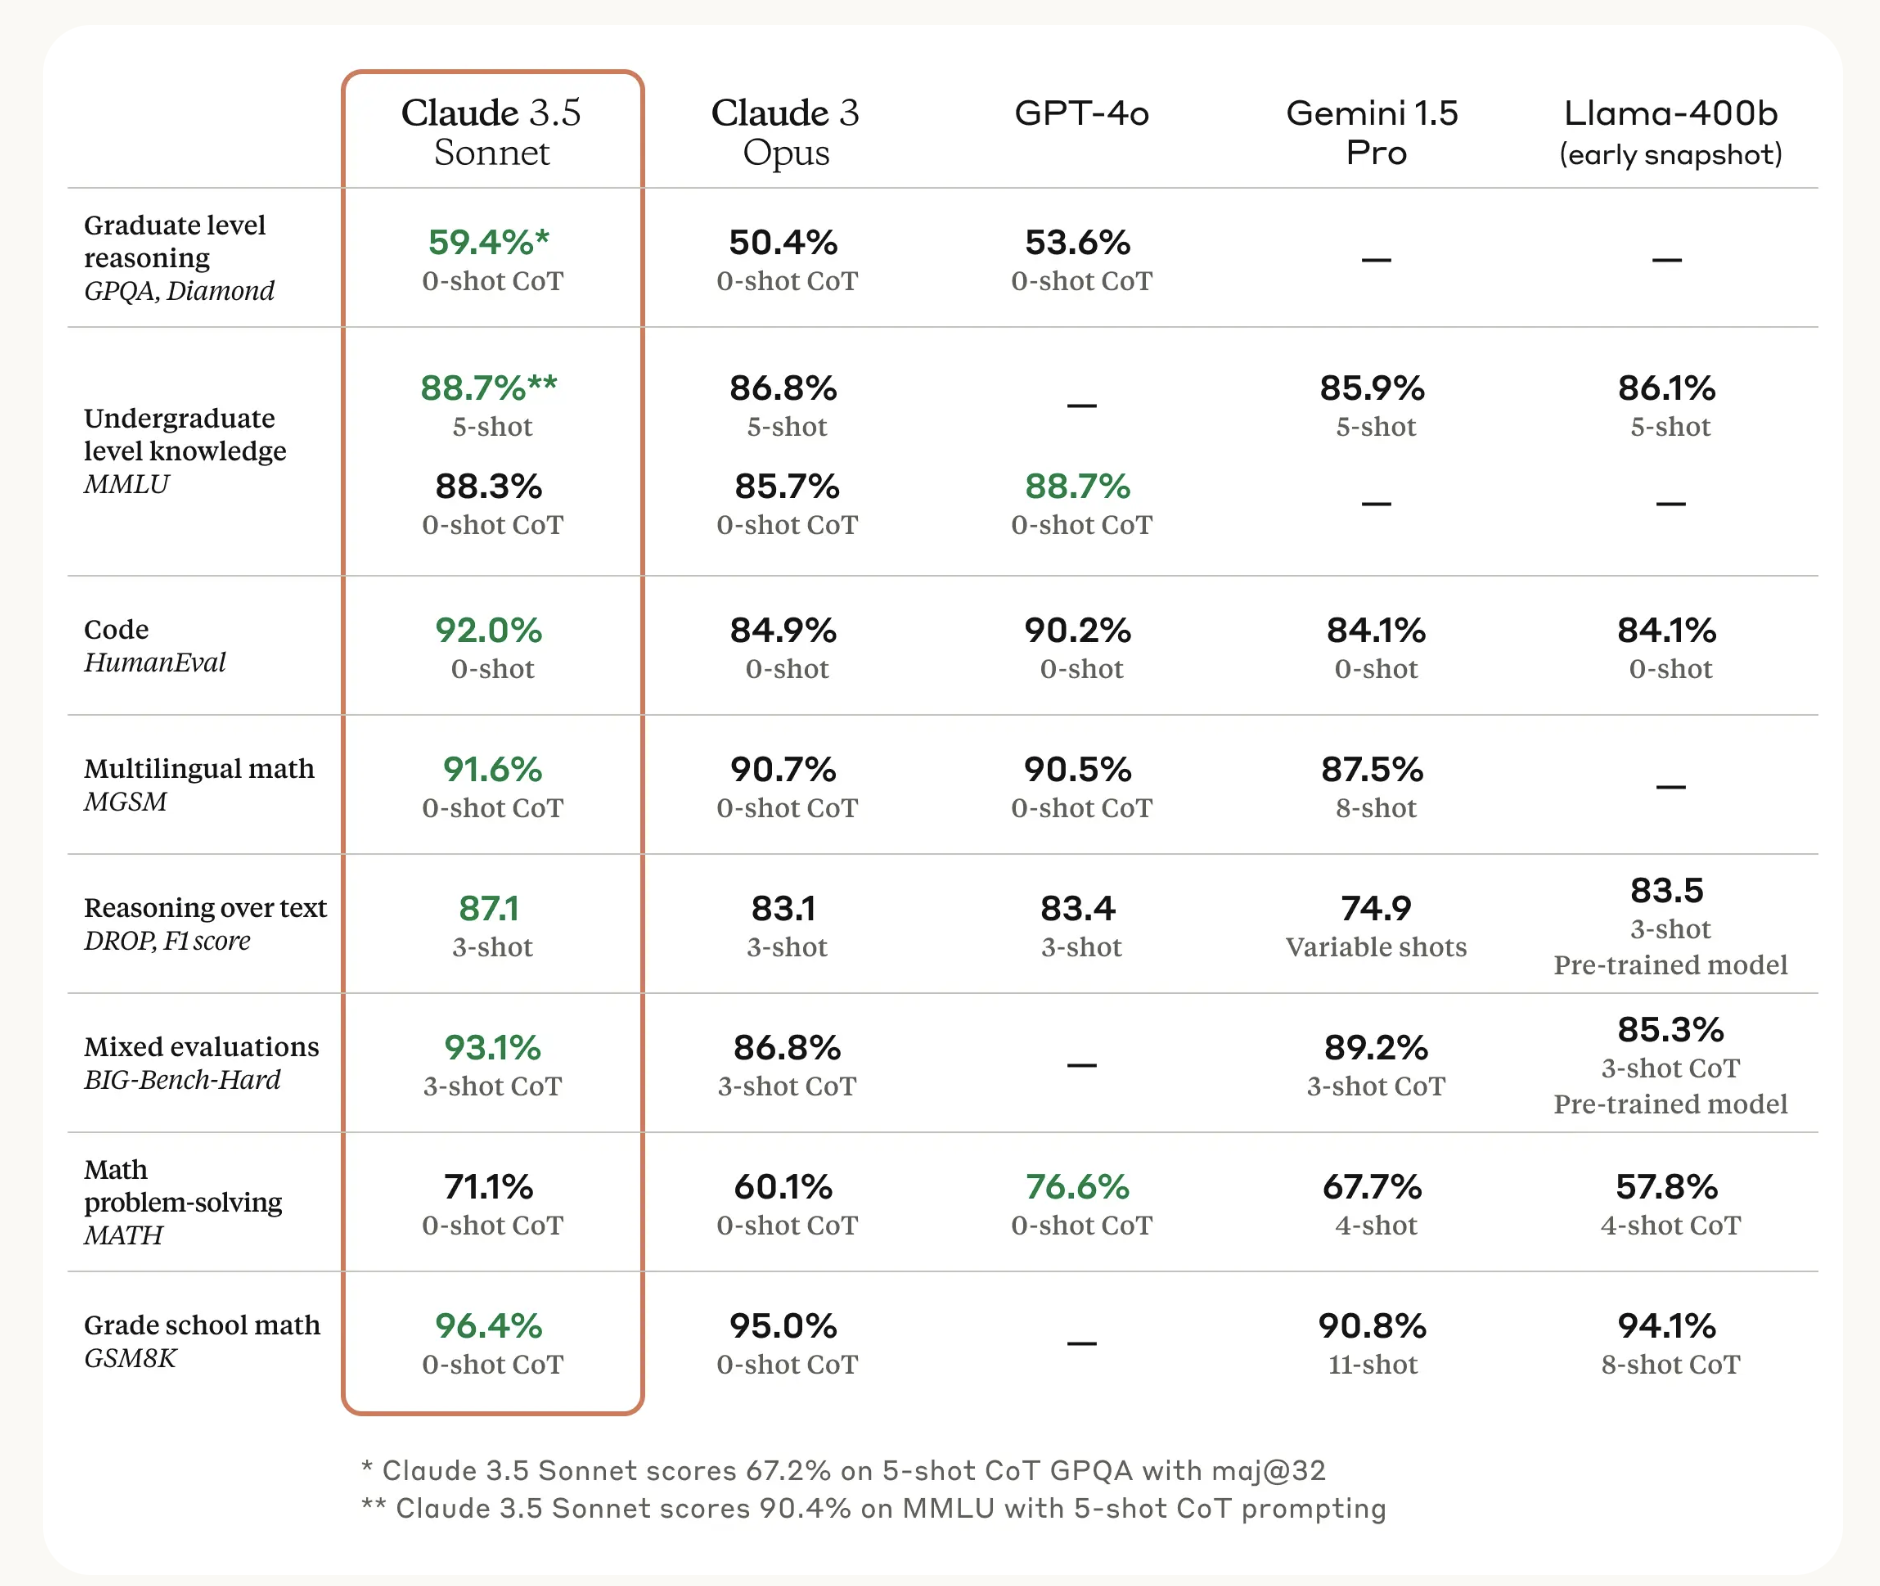 Claude 3.5 Sonnet
Claude 3 Opus
GPT-4o
Gemini 1.5 Pro
Llama-400b (early snapshot)
Graduate level
reasoning
GPQA, Diamond
59.4%*
0-shot CoT
50.4%
0-shot CoT
53.6%
0-shot CoT
—
—
Undergraduate
level knowledge
MMLU
88.7%**
5-shot
86.8%
5-shot
—
85.9%
5-shot
86.1%
5-shot
88.3%
0-shot CoT
85.7%
0-shot CoT
88.7%
0-shot CoT
—
—
Code
HumanEval
92.0%
0-shot
84.9%
0-shot
90.2%
0-shot
84.1%
0-shot
84.1%
0-shot
Multilingual math
MGSM
91.6%
0-shot CoT
90.7%
0-shot CoT
90.5%
0-shot CoT
87.5%
8-shot
—
Reasoning over text
DROP, F1 score
87.1
3-shot
83.1
3-shot
83.4
3-shot
74.9
Variable shots
83.5
3-shot
Pre-trained model
Mixed evaluations
BIG-Bench-Hard
93.1%
3-shot CoT
86.8%
3-shot CoT
—
89.2%
3-shot CoT
85.3%
3-shot CoT
Pre-trained model
Math
problem-solving
MATH
71.1%
0-shot CoT
60.1%
0-shot CoT
76.6%
0-shot CoT
67.7%
4-shot
57.8%
4-shot CoT
Grade school math
GSM8K
96.4%
0-shot CoT
95.0%
0-shot CoT
—
90.8%
11-shot
94.1%
8-shot CoT
* Claude 3.5 Sonnet scores 67.2% on 5-shot CoT GPQA with maj@32
** Claude 3.5 Sonnet scores 90.4% on MMLU with 5-shot CoT prompting